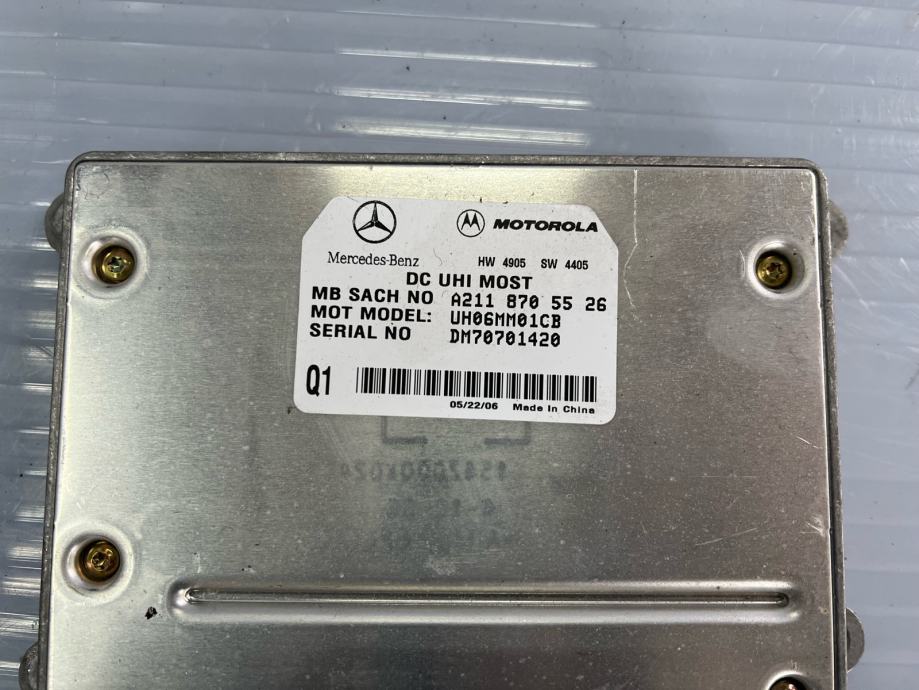 MOTOROLA
Mercedes-Benz HW 4905 SW 4405
DC UHI MOST
MB SACH NO A211 870 55 26
MOT MODEL: UH06MM01CB
SERIAL NO DM70701420
Q1
05/22/06 Made In China